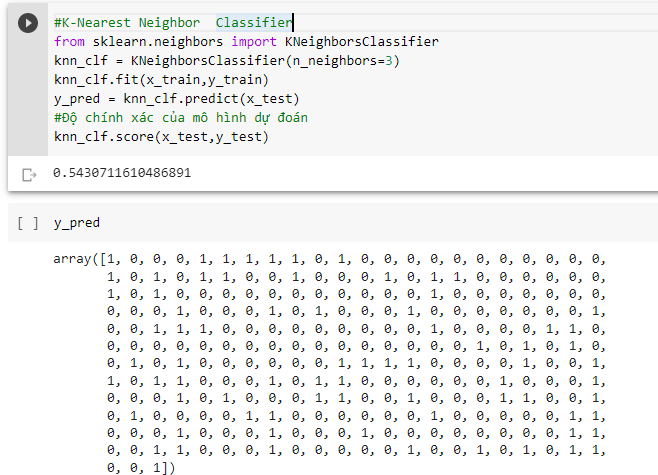 #K-Nearest Neighbor  Classifier
from sklearn.neighbors import KNeighborsClassifier
knn_clf = KNeighborsClassifier(n_neighbors=3)
knn_clf.fit(x_train,y_train)
y_pred = knn_clf.predict(x_test)
#Độ chính xác của mô hình dự đoán
knn_clf.score(x_test,y_test)
0.5430711610486891
[ ] y_pred
array([1, 0, 0, 0, 1, 1, 1, 1, 1, 0, 1, 0, 0, 0, 0, 0, 0, 0, 0, 0, 0, 0,
1, 0, 1, 0, 1, 1, 0, 0, 1, 0, 0, 0, 1, 0, 1, 1, 0, 0, 0, 0, 0, 0,
1, 0, 1, 0, 0, 0, 0, 0, 0, 0, 0, 0, 0, 0, 1, 0, 0, 0, 0, 0, 0, 0,
0, 0, 0, 1, 0, 0, 0, 1, 0, 1, 0, 0, 0, 1, 0, 0, 0, 0, 0, 0, 0, 1,
0, 0, 1, 1, 1, 0, 0, 0, 0, 0, 0, 0, 0, 0, 1, 0, 0, 0, 0, 1, 1, 0,
0, 0, 0, 0, 0, 0, 0, 0, 0, 0, 0, 0, 0, 0, 0, 0, 1, 0, 1, 0, 1, 0,
0, 1, 0, 1, 0, 0, 0, 0, 0, 0, 1, 1, 1, 1, 0, 0, 0, 0, 1, 0, 0, 1,
1, 0, 1, 1, 0, 0, 0, 1, 0, 1, 1, 0, 0, 0, 0, 0, 0, 1, 0, 0, 0, 1,
0, 0, 0, 1, 0, 1, 0, 0, 0, 1, 1, 0, 0, 1, 0, 0, 0, 1, 1, 0, 0, 1,
0, 1, 0, 0, 0, 0, 1, 1, 0, 0, 0, 0, 0, 0, 1, 0, 0, 0, 0, 0, 1, 1,
0, 0, 0, 1, 0, 0, 0, 1, 0, 0, 0, 1, 0, 0, 0, 0, 0, 0, 0, 0, 1, 1,
0, 0, 1, 1, 0, 0, 0, 1, 0, 0, 0, 0, 0, 1, 0, 0, 1, 0, 1, 0, 1, 1,
0, 0, 1])